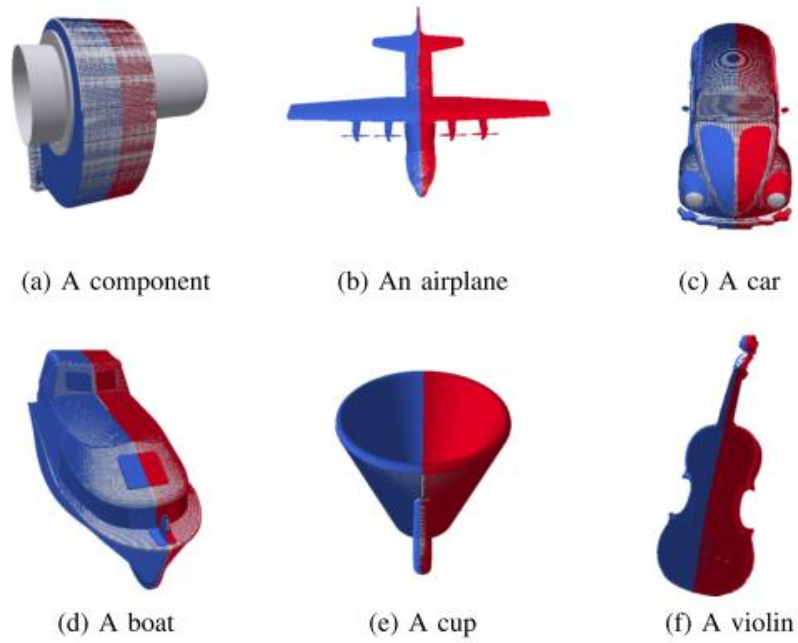 (a) A component
(b) An airplane
(c) A car
(d) A boat
(e) A cup
(f) A violin